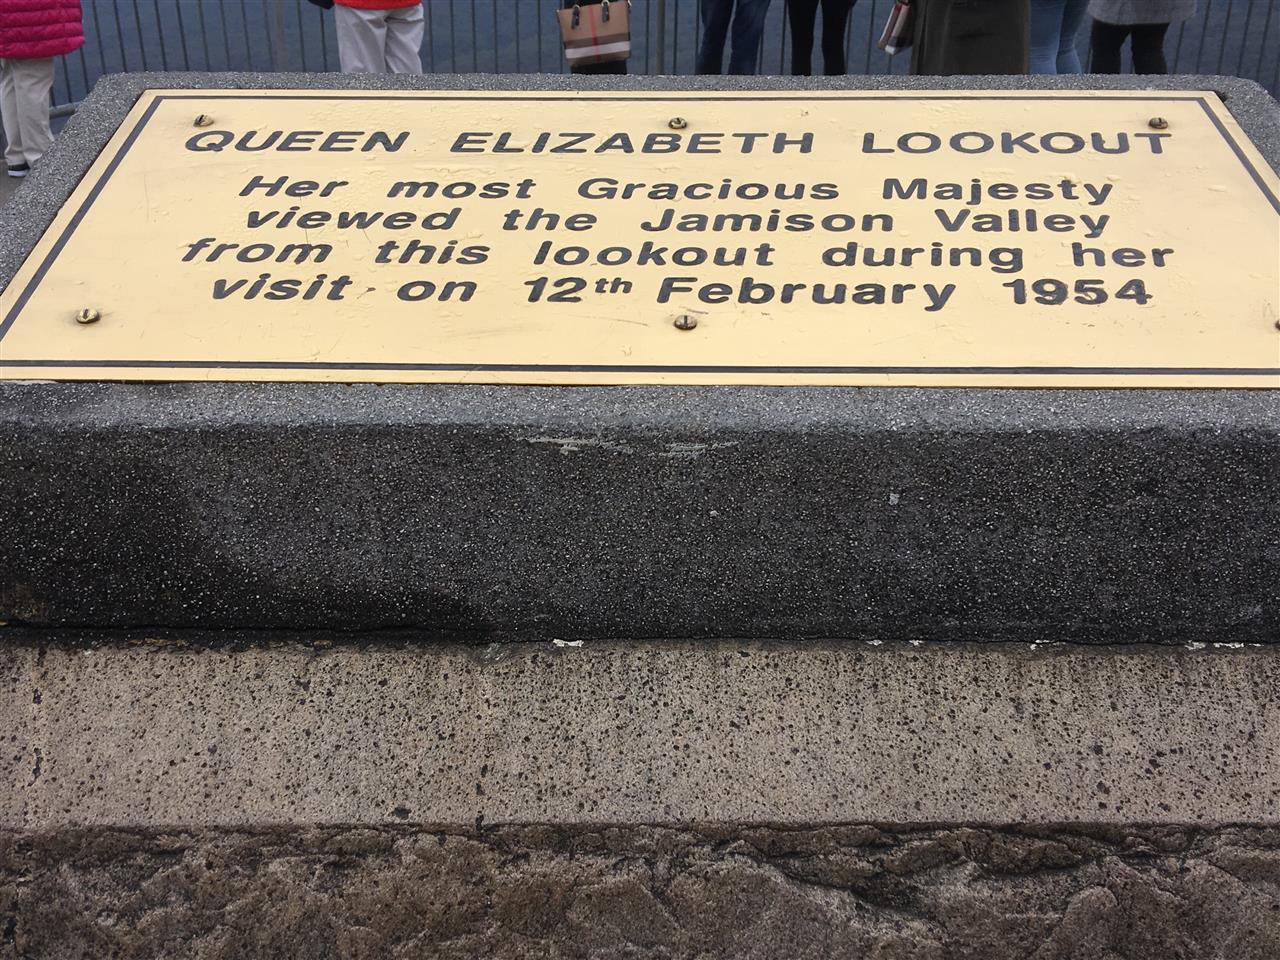 QUEEN ELIZABETH LOOKOUT
Her most Gracious Majesty
viewed the Jamison Valley
from this lookout during her
visit on 12th February 1954